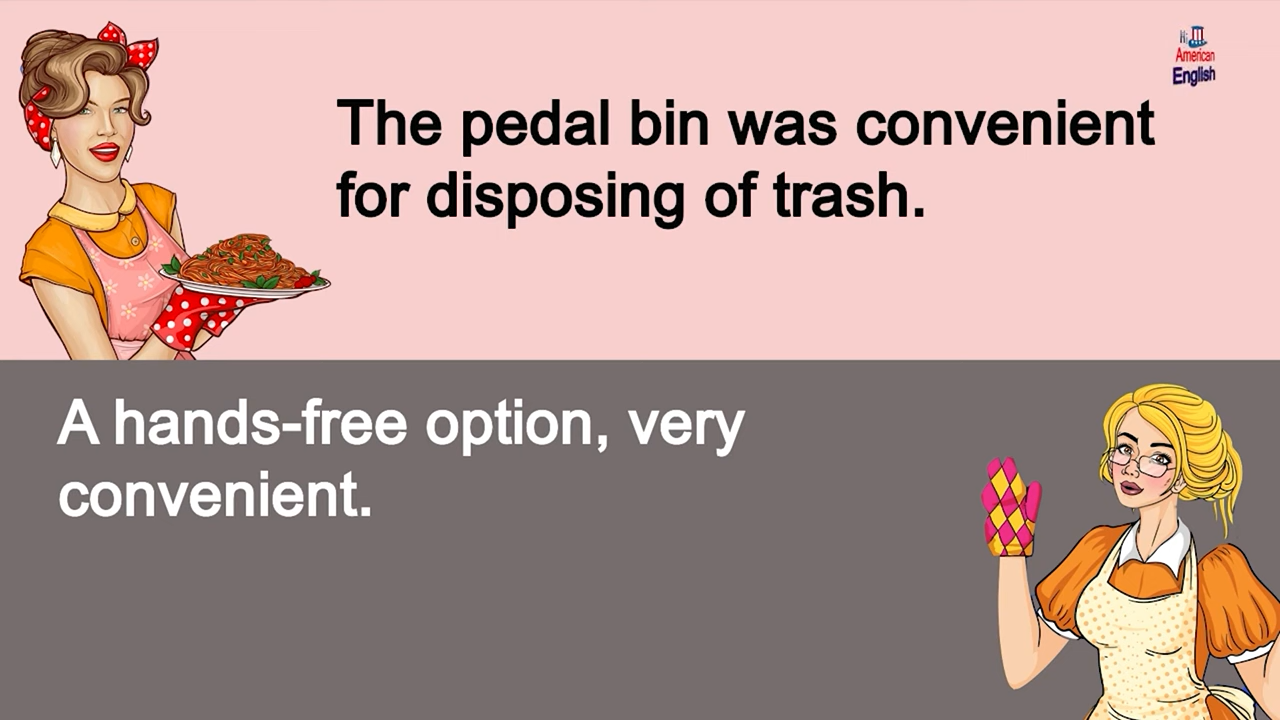 Hi
American
English
The pedal bin was convenient
for disposing of trash.
A hands-free option, very
convenient.